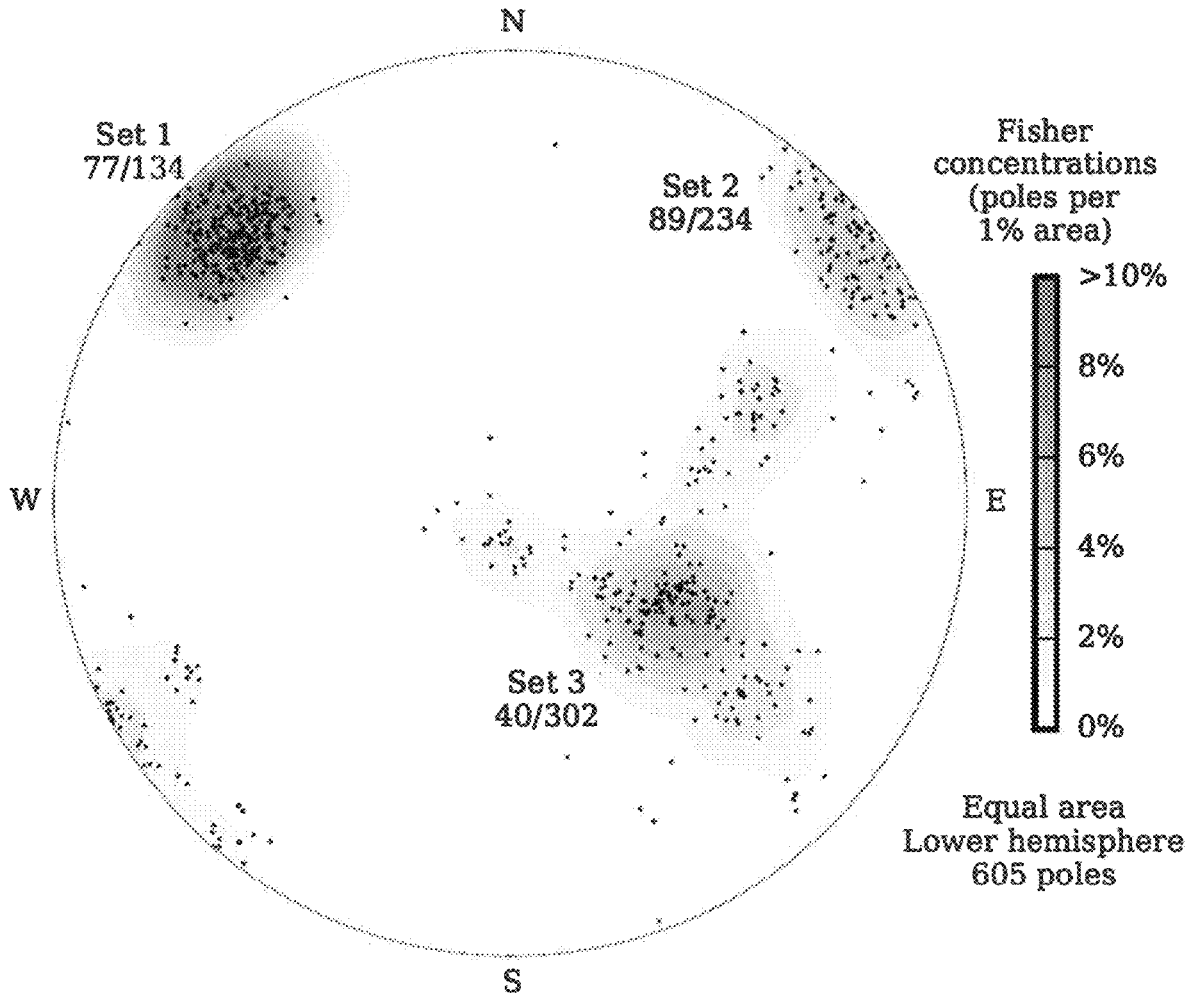 N
Set 1
77/134
Set 2
89/234
Fisher
concentrations
(poles per
1% area)
>10%
8%
6%
4%
2%
0%
W
E
Set 3
40/302
Equal area
Lower hemisphere
605 poles
S